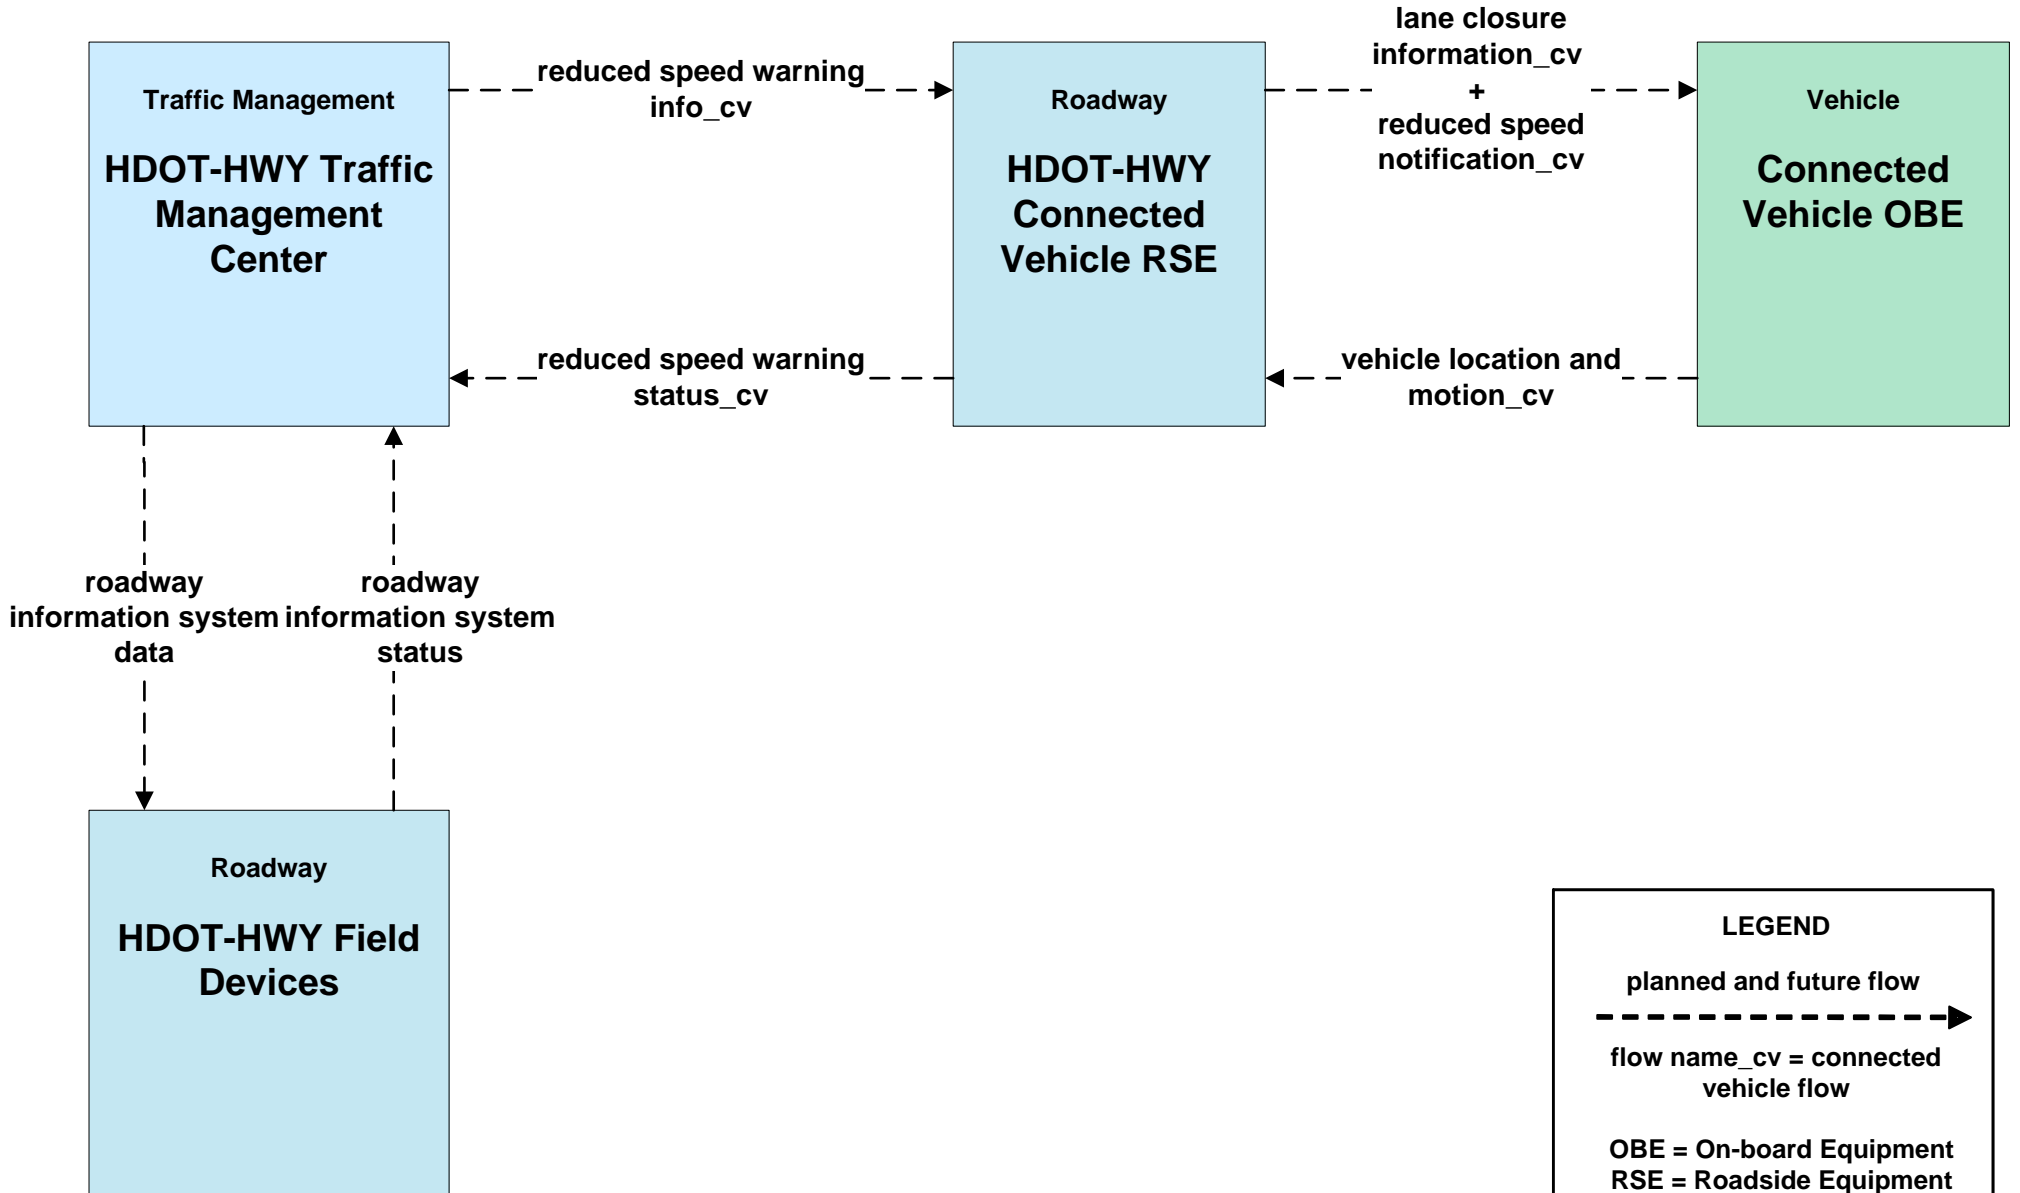 Traffic Management
HDOT-HWY Traffic
Management
Center
reduced speed warning
info_cv
Roadway
HDOT-HWY
Connected
Vehicle RSE
lane closure
information_cv
+
reduced speed
notification_cv
Vehicle
Connected
Vehicle OBE
reduced speed warning
status_cv
vehicle location and
motion_cv
roadway
information system
data
roadway
information system
status
Roadway
HDOT-HWY Field
Devices
LEGEND
planned and future flow
flow name_cv = connected
vehicle flow
OBE = On-board Equipment
RSE = Roadside Equipment